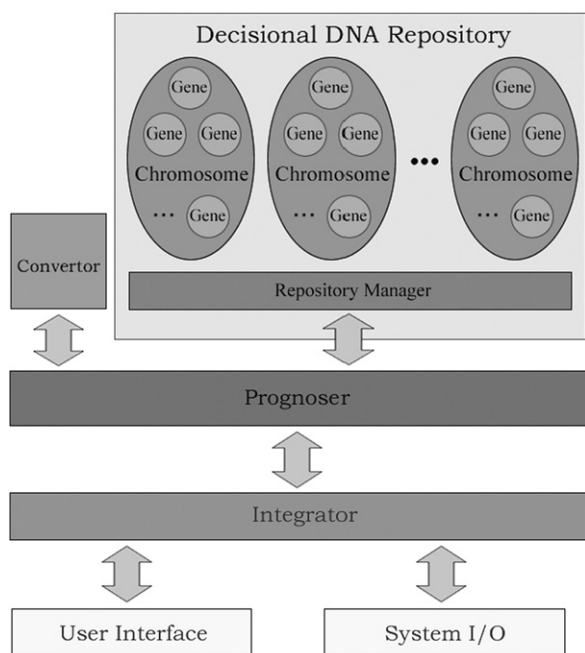 Decisional DNA Repository
Gene
Gene Gene
Chromosome
... Gene
Gene
Gene Gene
Chromosome
... Gene
...
Gene
Gene Gene
Chromosome
... Gene
Convertor
Repository Manager
Prognoser
Integrator
User Interface
System I/O